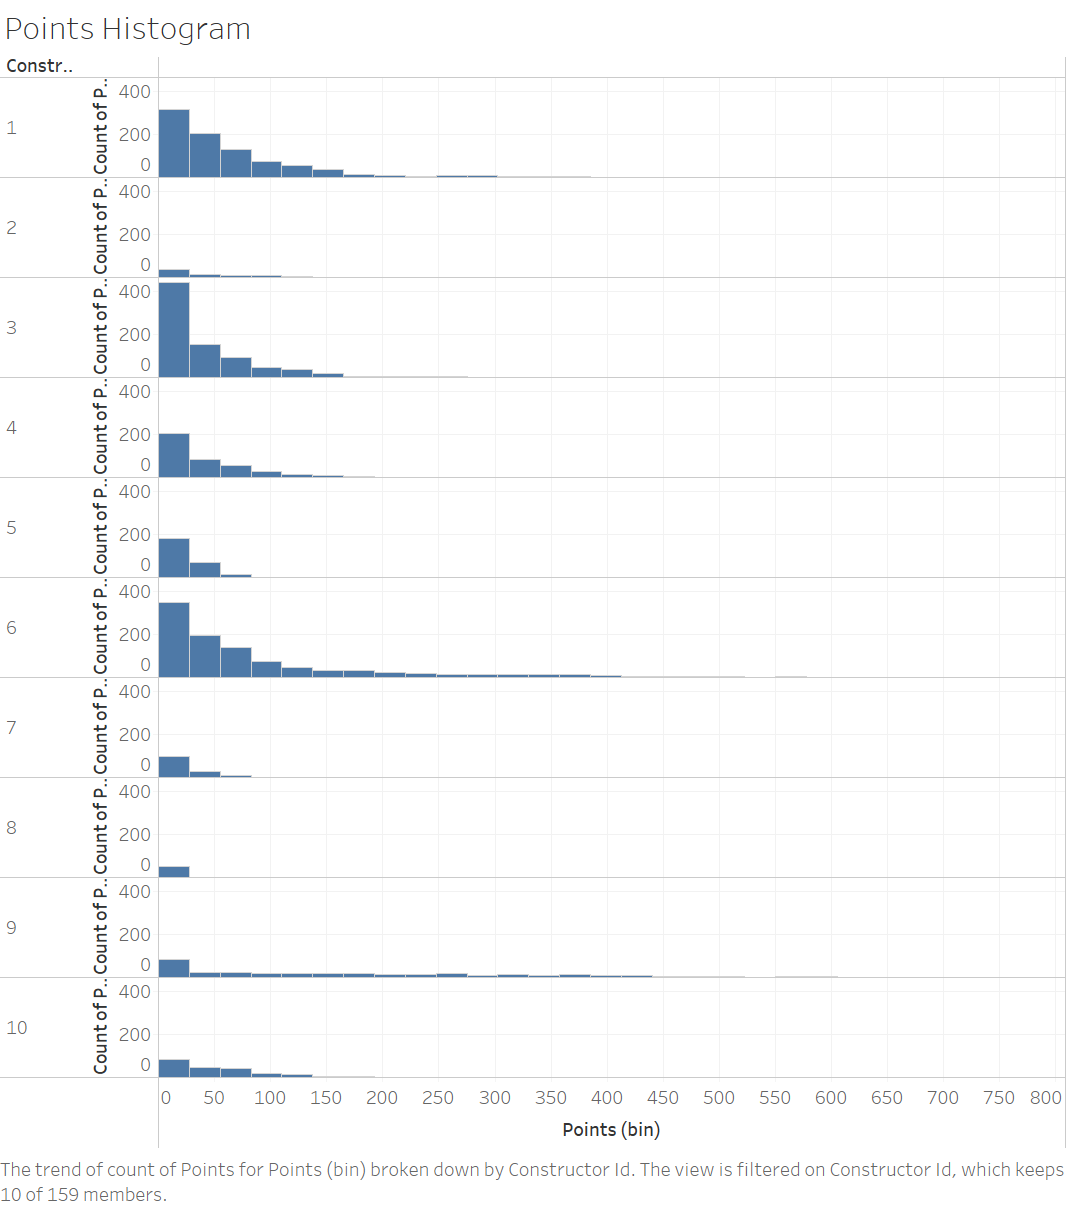 Points Histogram
Constr..
1
Count of P..
400
200
0
2
Count of P..
400
200
0
3
Count of P..
400
200
0
4
Count of P..
400
200
0
5
Count of P..
400
200
0
6
Count of P..
400
200
0
7
Count of P..
400
200
0
8
Count of P..
400
200
0
9
Count of P..
400
200
0
10
Count of P..
400
200
0
0 50 100 150 200 250 300 350 400 450 500 550 600 650 700 750 800
Points (bin)
The trend of count of Points for Points (bin) broken down by Constructor Id. The view is filtered on Constructor Id, which keeps
10 of 159 members.